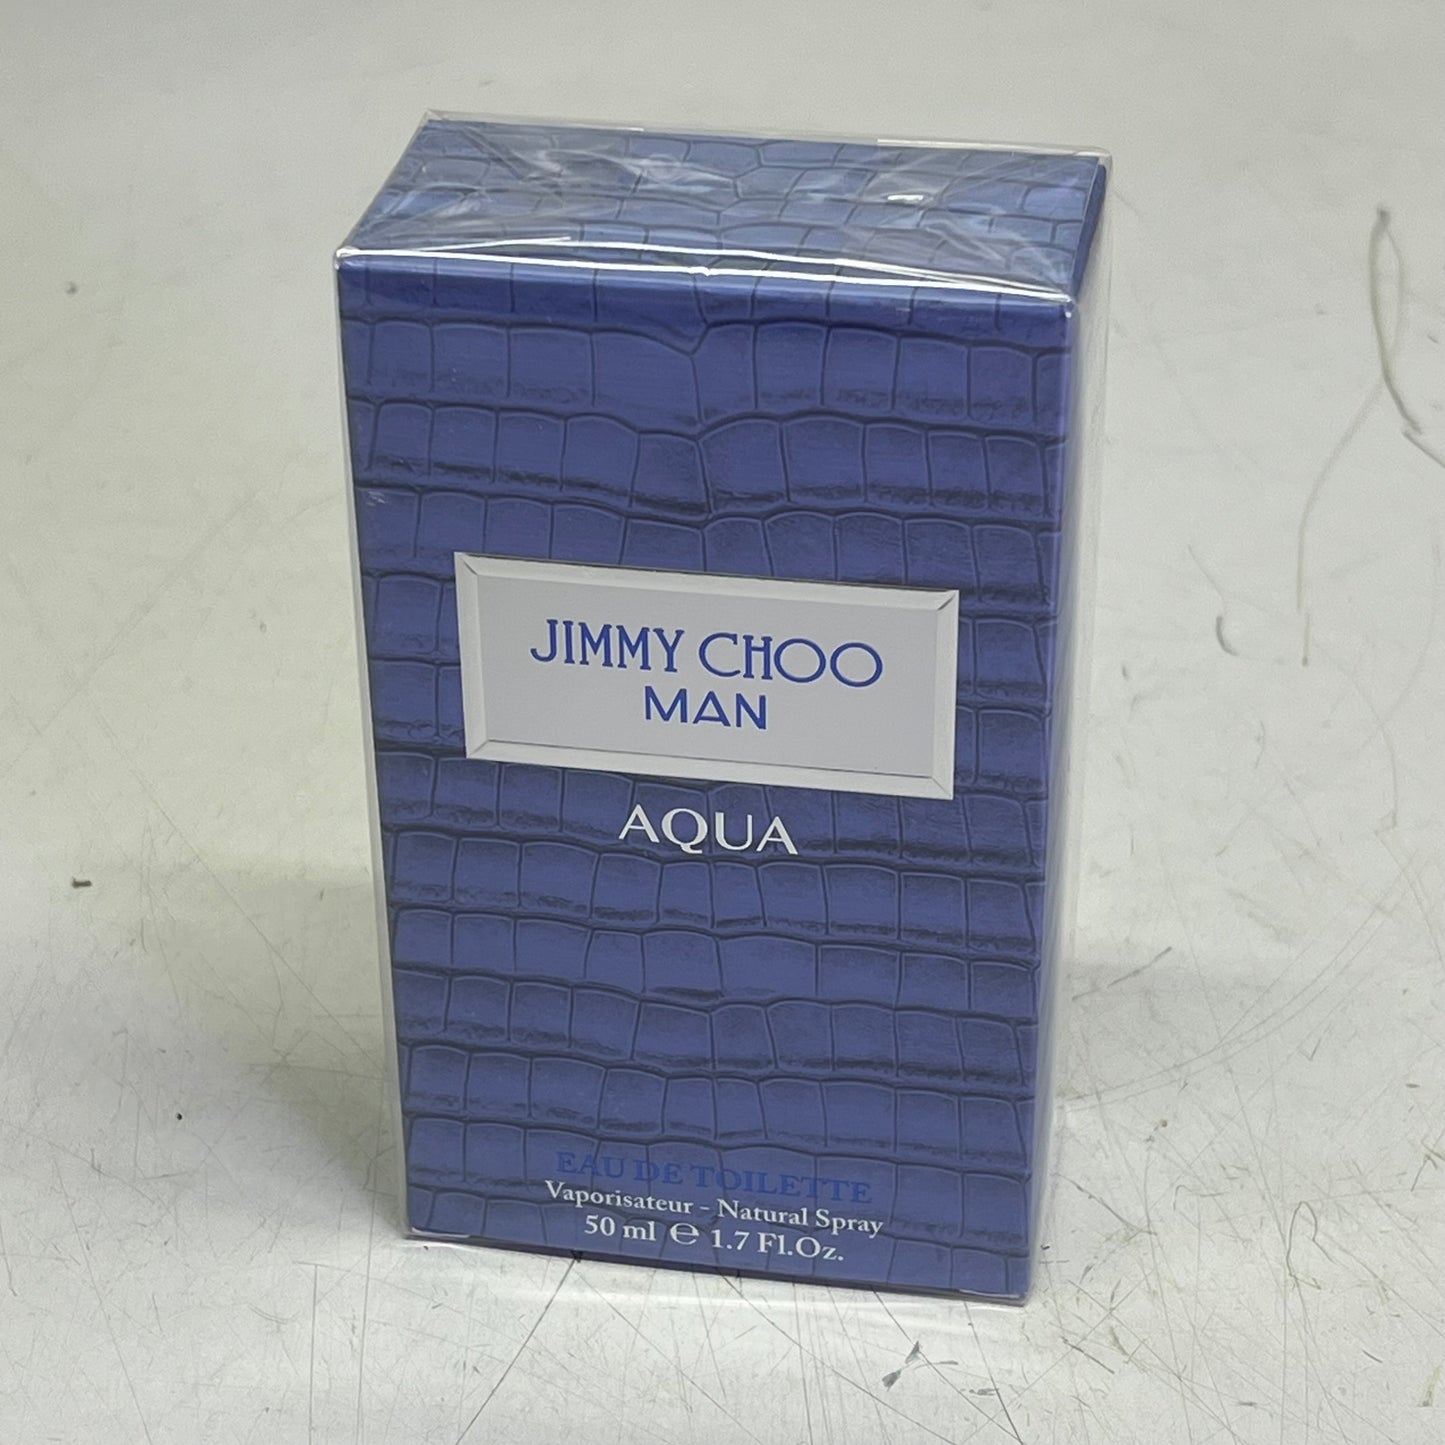 JIMMY CHOO
MAN
AQUA
EAU DE TOILETTE
Vaporisateur - Natural Spray
50 ml ℮ 1.7 Fl.Oz.